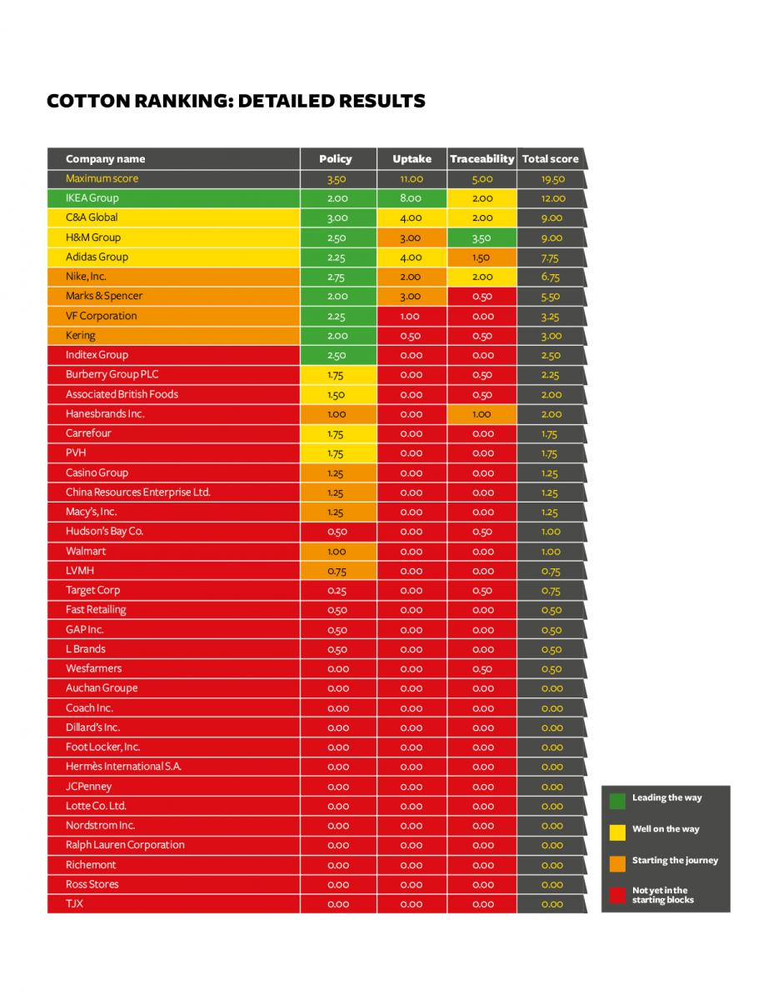 COTTON RANKING: DETAILED RESULTS
Company name Policy Uptake Traceability Total score
Maximum score 3.50 11.00 5.00 19.50
IKEA Group 2.00 8.00 2.00 12.00
C&A Global 3.00 4.00 2.00 9.00
H&M Group 2.50 3.00 3.50 9.00
Adidas Group 2.25 4.00 1.50 7.75
Nike, Inc. 2.75 2.00 2.00 6.75
Marks & Spencer 2.00 3.00 0.50 5.50
VF Corporation 2.25 1.00 0.00 3.25
Kering 2.00 0.50 0.50 3.00
Inditex Group 2.50 0.00 0.00 2.50
Burberry Group PLC 1.75 0.00 0.50 2.25
Associated British Foods 1.50 0.00 0.50 2.00
Hanesbrands Inc. 1.00 0.00 1.00 2.00
Carrefour 1.75 0.00 0.00 1.75
PVH 1.75 0.00 0.00 1.75
Casino Group 1.25 0.00 0.00 1.25
China Resources Enterprise Ltd. 1.25 0.00 0.00 1.25
Macy's, Inc. 1.25 0.00 0.00 1.25
Hudson's Bay Co. 0.50 0.00 0.50 1.00
Walmart 1.00 0.00 0.00 1.00
LVMH 0.75 0.00 0.00 0.75
Target Corp 0.25 0.00 0.50 0.75
Fast Retailing 0.50 0.00 0.00 0.50
GAP Inc. 0.50 0.00 0.00 0.50
L Brands 0.50 0.00 0.00 0.50
Wesfarmers 0.00 0.00 0.50 0.50
Auchan Groupe 0.00 0.00 0.00 0.00
Coach Inc. 0.00 0.00 0.00 0.00
Dillard's Inc. 0.00 0.00 0.00 0.00
Foot Locker, Inc. 0.00 0.00 0.00 0.00
Hermès International S.A. 0.00 0.00 0.00 0.00
JCPenney 0.00 0.00 0.00 0.00
Lotte Co. Ltd. 0.00 0.00 0.00 0.00
Nordstrom Inc. 0.00 0.00 0.00 0.00
Ralph Lauren Corporation 0.00 0.00 0.00 0.00
Richemont 0.00 0.00 0.00 0.00
Ross Stores 0.00 0.00 0.00 0.00
TJX 0.00 0.00 0.00 0.00
Leading the way
Well on the way
Starting the journey
Not yet in the
starting blocks